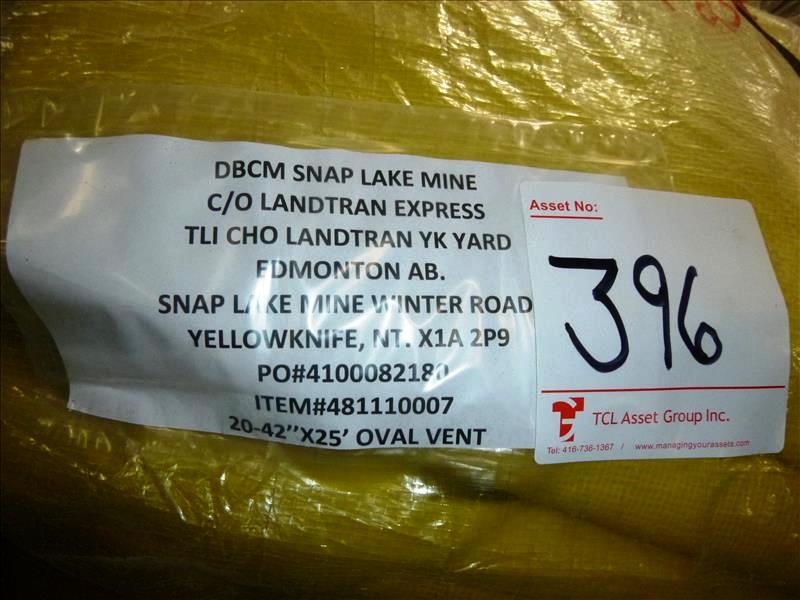 DBCM SNAP LAKE MINE
C/O LANDTRAN EXPRESS
TLI CHO LANDTRAN YK YARD
EDMONTON AB.
SNAP LAKE MINE WINTER ROAD
YELLOWKNIFE, NT. X1A 2P9
PO#4100082180
ITEM#481110007
20-42''X25' OVAL VENT
Asset No:
396
TCL Asset Group Inc.
Tel: 416-736-1367 / www.managingyourassets.com